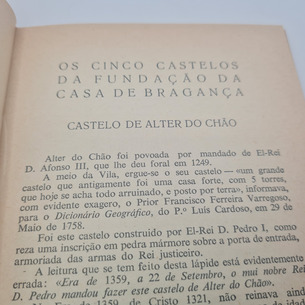 OS CINCO CASTELOS
DA FUNDAÇÃO DA
CASA DE BRAGANÇA
CASTELO DE ALTER DO CHÃO
Alter do Chão foi povoada por mandado de El-Rei
D. Afonso III, que lhe deu foral em 1249.
A meio da Vila, ergue-se o seu castelo — «um grande
castelo que antigamente foi uma casa forte, com 5 torres,
que hoje se acha todo arruinado, e posto por terra», informava,
com evidente exagero, o Prior Francisco Ferreira Varregoso,
para o Dicionário Geográfico, do P.e Luís Cardoso, em 29 de
Maio de 1758.
Foi este castelo construído por El-Rei D. Pedro I, como
reza uma inscrição em pedra mármore sobre a porta de entrada,
armoriada das armas do Rei justiceiro.
A leitura que se tem feito desta lápide está evidentemente
errada: «Era de 1359, a 22 de Setembro, o mui nobre Rei
D. Pedro mandou fazer este castelo de Alter do Chão».
de 1359, de Cristo 1321, não reinava ainda